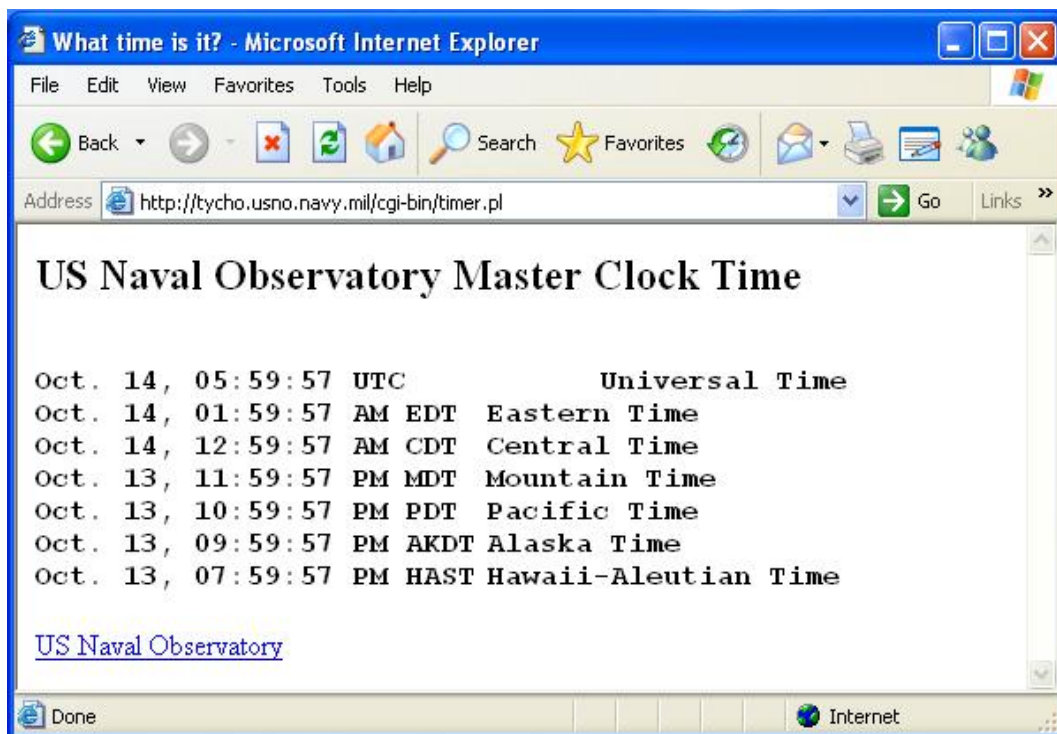 What time is it? - Microsoft Internet Explorer
File Edit View Favorites Tools Help
Back Search Favorites
Address http://tycho.usno.navy.mil/cgi-bin/timer.pl Go Links »
US Naval Observatory Master Clock Time
Oct. 14, 05:59:57 UTC Universal Time
Oct. 14, 01:59:57 AM EDT Eastern Time
Oct. 14, 12:59:57 AM CDT Central Time
Oct. 13, 11:59:57 PM MDT Mountain Time
Oct. 13, 10:59:57 PM PDT Pacific Time
Oct. 13, 09:59:57 PM AKDT Alaska Time
Oct. 13, 07:59:57 PM HAST Hawaii-Aleutian Time
US Naval Observatory
Done Internet